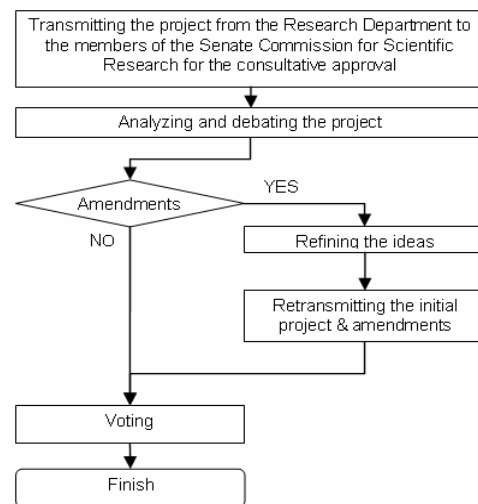 Transmitting the project from the Research Department to
the members of the Senate Commission for Scientific
Research for the consultative approval
Analyzing and debating the project
Amendments
YES
NO
Refining the ideas
Retransmitting the initial
project & amendments
Voting
Finish